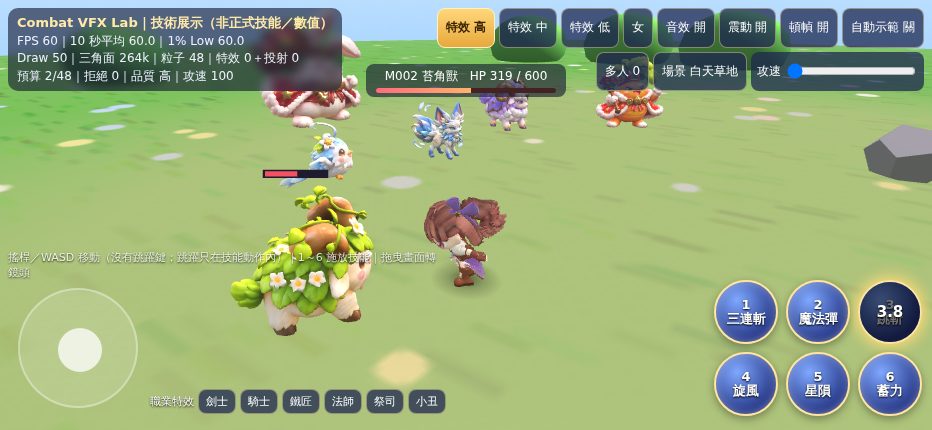 Combat VFX Lab｜技術展示（非正式技能／數值）
FPS 60｜10 秒平均 60.0｜1% Low 60.0
Draw 50｜三角面 264k｜粒子 48｜特效 0＋投射 0
預算 2/48｜拒絕 0｜品質 高｜攻速 100
特效 高
特效 中
特效 低
女
音效 開
震動 開
頓幀 開
自動示範 關
M002 苔角獸 HP 319 / 600
多人 0
場景 白天草地
攻速
搖桿／WASD 移動（沒有跳躍鍵；跳躍只在技能動作內）｜1～6 施放技能｜拖曳畫面轉
鏡頭
1
三連斬
2
魔法彈
3
3.8
4
旋風
5
星隕
6
蓄力
職業特效
劍士
騎士
鐵匠
法師
祭司
小丑